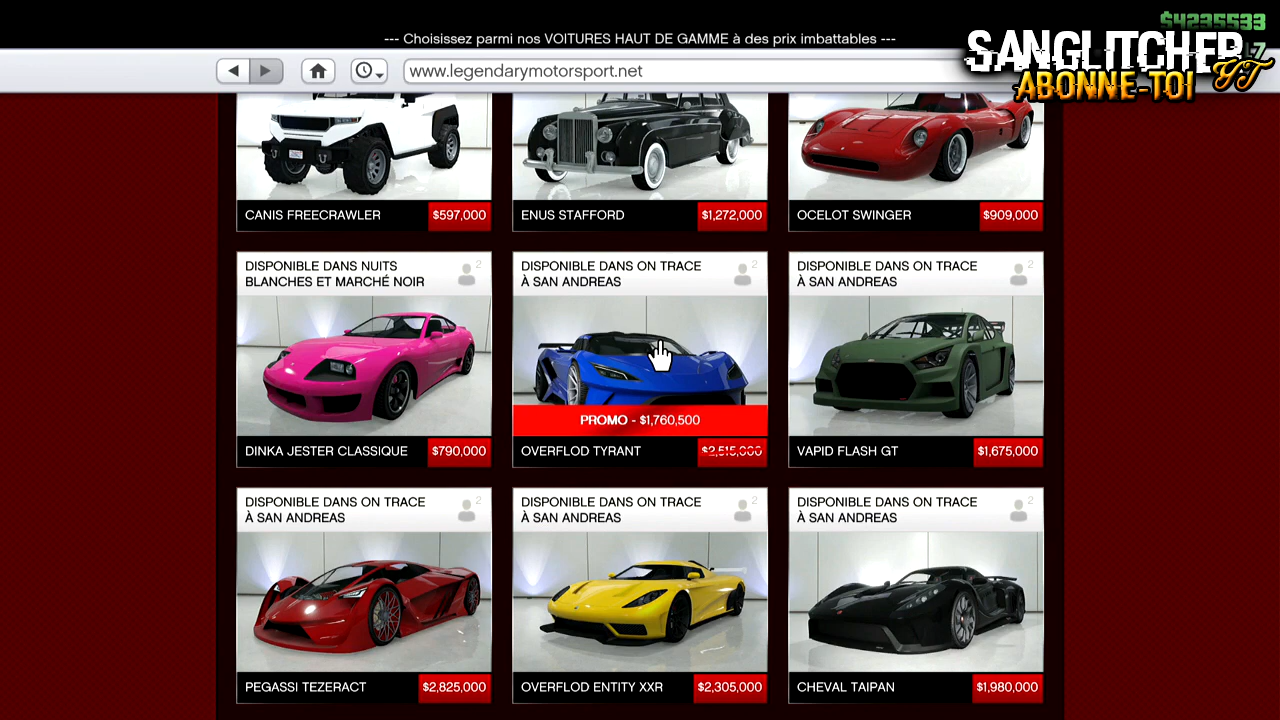 $4235533
--- Choisissez parmi nos VOITURES HAUT DE GAMME à des prix imbattables ---
SANGLITCHER
GT
ABONNE-TOI
www.legendarymotorsport.net
CANIS FREECRAWLER $597,000
ENUS STAFFORD $1,272,000
OCELOT SWINGER $909,000
DISPONIBLE DANS NUITS
BLANCHES ET MARCHÉ NOIR
2
DINKA JESTER CLASSIQUE $790,000
DISPONIBLE DANS ON TRACE
À SAN ANDREAS
2
PROMO - $1,760,500
OVERFLOD TYRANT $2,515,000
DISPONIBLE DANS ON TRACE
À SAN ANDREAS
2
VAPID FLASH GT $1,675,000
DISPONIBLE DANS ON TRACE
À SAN ANDREAS
2
PEGASSI TEZERACT $2,825,000
DISPONIBLE DANS ON TRACE
À SAN ANDREAS
2
OVERFLOD ENTITY XXR $2,305,000
DISPONIBLE DANS ON TRACE
À SAN ANDREAS
2
CHEVAL TAIPAN $1,980,000